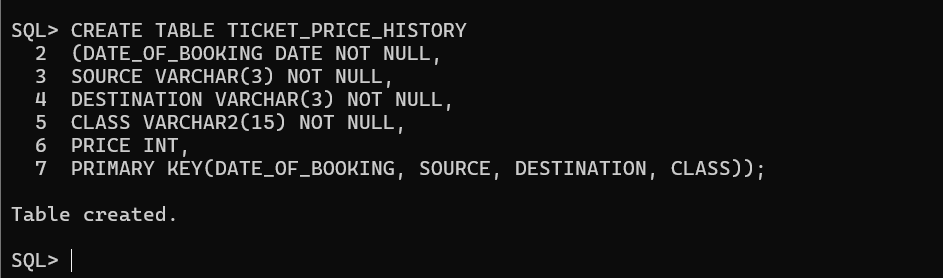 SQL> CREATE TABLE TICKET_PRICE_HISTORY
2 (DATE_OF_BOOKING DATE NOT NULL,
3 SOURCE VARCHAR(3) NOT NULL,
4 DESTINATION VARCHAR(3) NOT NULL,
5 CLASS VARCHAR2(15) NOT NULL,
6 PRICE INT,
7 PRIMARY KEY(DATE_OF_BOOKING, SOURCE, DESTINATION, CLASS));
Table created.
SQL>